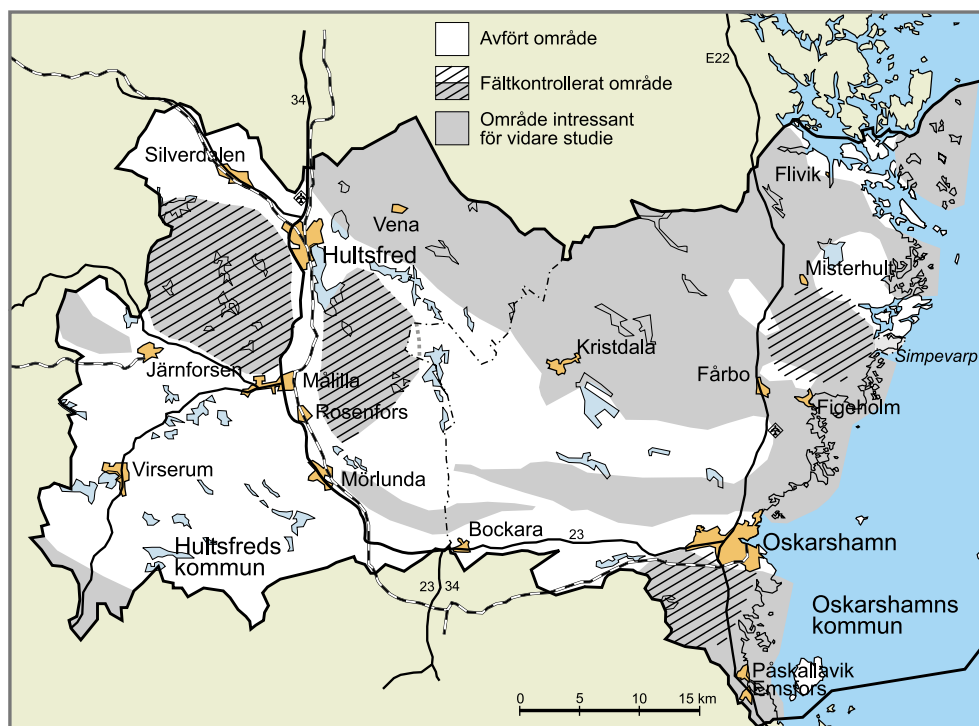 Avfört område
Fältkontrollerat område
Område intressant
för vidare studie
E22
34
Silverdalen
Flivik
Vena
Hultsfred
Misterhult
Simpevarp
Kristdala
Järnforsen
Målilla
Fårbo
Figeholm
Rosenfors
Virserum
Mörlunda
Bockara
23
Oskarshamn
Hultsfreds
kommun
23
34
Oskarshamns
kommun
Påskallavik
Emsfors
0
5
10
15 km